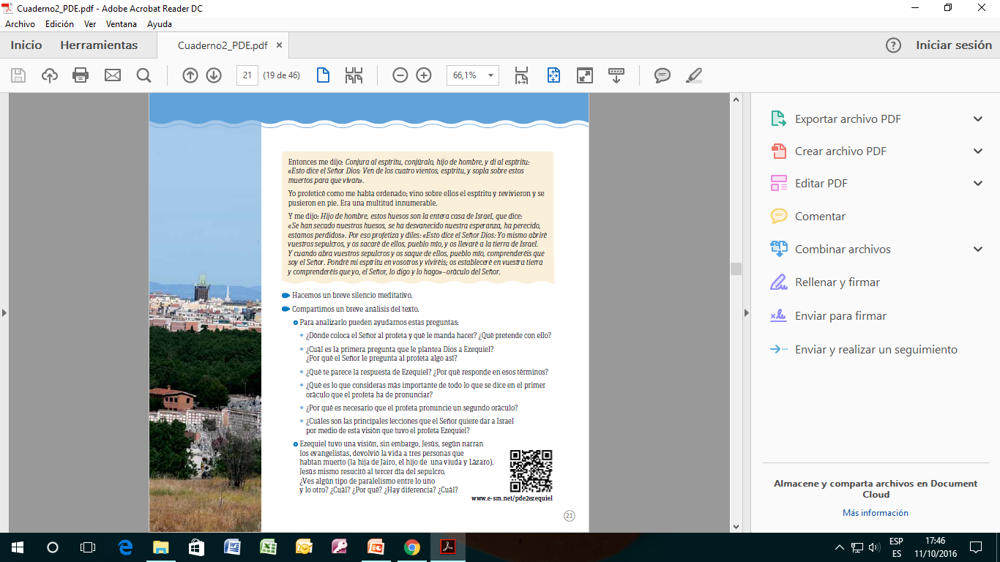 Cuaderno2_PDE.pdf - Adobe Acrobat Reader DC
Archivo Edición Ver Ventana Ayuda
Inicio Herramientas Cuaderno2_PDE.pdf × ? Iniciar sesión
21 (19 de 46) 66,1%
Entonces me dijo: Conjura al espíritu, conjúralo, hijo de hombre, y di al espíritu:
«Esto dice el Señor Dios: Ven de los cuatro vientos, espíritu, y sopla sobre estos
muertos para que vivan».
Yo profeticé como me había ordenado; vino sobre ellos el espíritu y revivieron y se
pusieron en pie. Era una multitud innumerable.
Y me dijo: Hijo de hombre, estos huesos son la entera casa de Israel, que dice:
«Se han secado nuestros huesos, se ha desvanecido nuestra esperanza, ha perecido,
estamos perdidos». Por eso profetiza y diles: «Esto dice el Señor Dios: Yo mismo abriré
vuestros sepulcros, y os sacaré de ellos, pueblo mío, y os llevaré a la tierra de Israel.
Y cuando abra vuestros sepulcros y os saque de ellos, pueblo mío, comprenderéis que
soy el Señor. Pondré mi espíritu en vosotros y viviréis; os estableceré en vuestra tierra
y comprenderéis que yo, el Señor, lo digo y lo hago»–oráculo del Señor.
Hacemos un breve silencio meditativo.
Compartimos un breve análisis del texto.
Para analizarlo pueden ayudarnos estas preguntas:
¿Dónde coloca el Señor al profeta y qué le manda hacer? ¿Qué pretende con ello?
¿Cuál es la primera pregunta que le plantea Dios a Ezequiel?
¿Por qué el Señor le pregunta al profeta algo así?
¿Qué te parece la respuesta de Ezequiel? ¿Por qué responde en esos términos?
¿Qué es lo que consideras más importante de todo lo que se dice en el primer
oráculo que el profeta ha de pronunciar?
¿Por qué es necesario que el profeta pronuncie un segundo oráculo?
¿Cuáles son las principales lecciones que el Señor quiere dar a Israel
por medio de esta visión que tuvo el profeta Ezequiel?
Ezequiel tuvo una visión, sin embargo, Jesús, según narran
los evangelistas, devolvió la vida a tres personas que
habían muerto (la hija de Jairo, el hijo de una viuda y Lázaro).
Jesús mismo resucitó al tercer día del sepulcro.
¿Ves algún tipo de paralelismo entre lo uno
y lo otro? ¿Cuál? ¿Por qué? ¿Hay diferencia? ¿Cuál?
www.e-sm.net/pde2ezequiel
21
Exportar archivo PDF
Crear archivo PDF
Editar PDF
Comentar
Combinar archivos
Rellenar y firmar
Enviar para firmar
Enviar y realizar un seguimiento
Almacene y comparta archivos en Document
Cloud
Más información
ESP
ES
17:46
11/10/2016